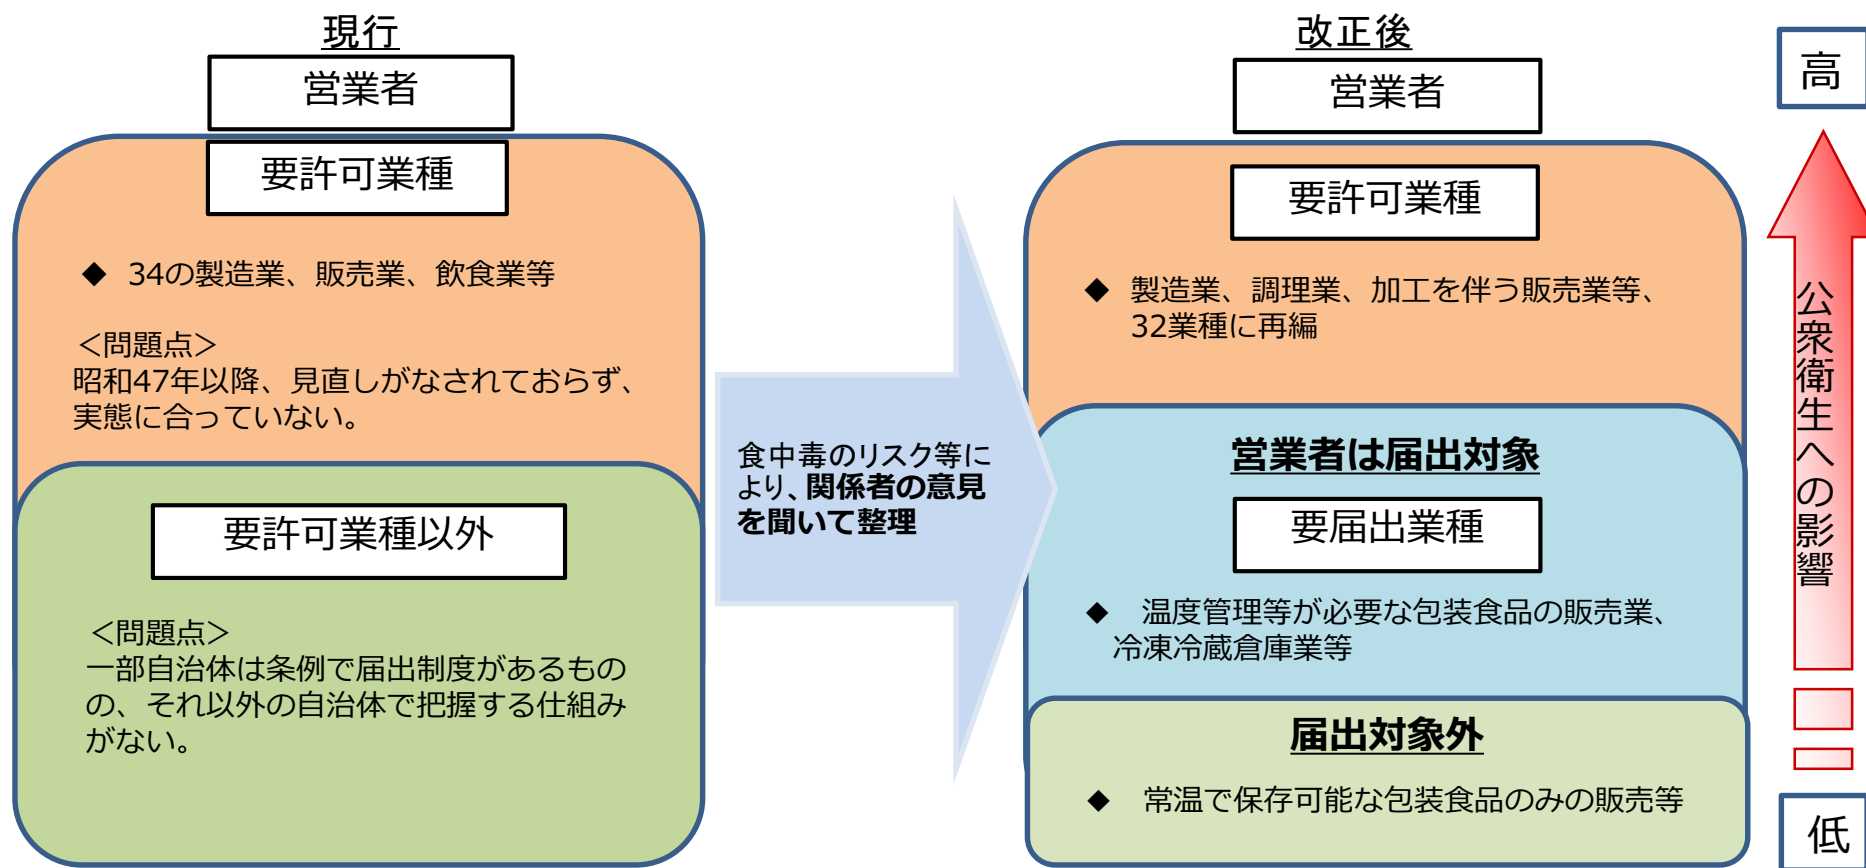 現行
営業者
要許可業種
◆ 34の製造業、販売業、飲食業等
＜問題点＞
昭和47年以降、見直しがなされておらず、
実態に合っていない。
要許可業種以外
＜問題点＞
一部自治体は条例で届出制度があるもの
の、それ以外の自治体で把握する仕組み
がない。
食中毒のリスク等に
より、関係者の意見
を聞いて整理
改正後
営業者
要許可業種
◆ 製造業、調理業、加工を伴う販売業等、
32業種に再編
営業者は届出対象
要届出業種
◆ 温度管理等が必要な包装食品の販売業、
冷凍冷蔵倉庫業等
届出対象外
◆ 常温で保存可能な包装食品のみの販売等
高
公衆衛生への影響
低